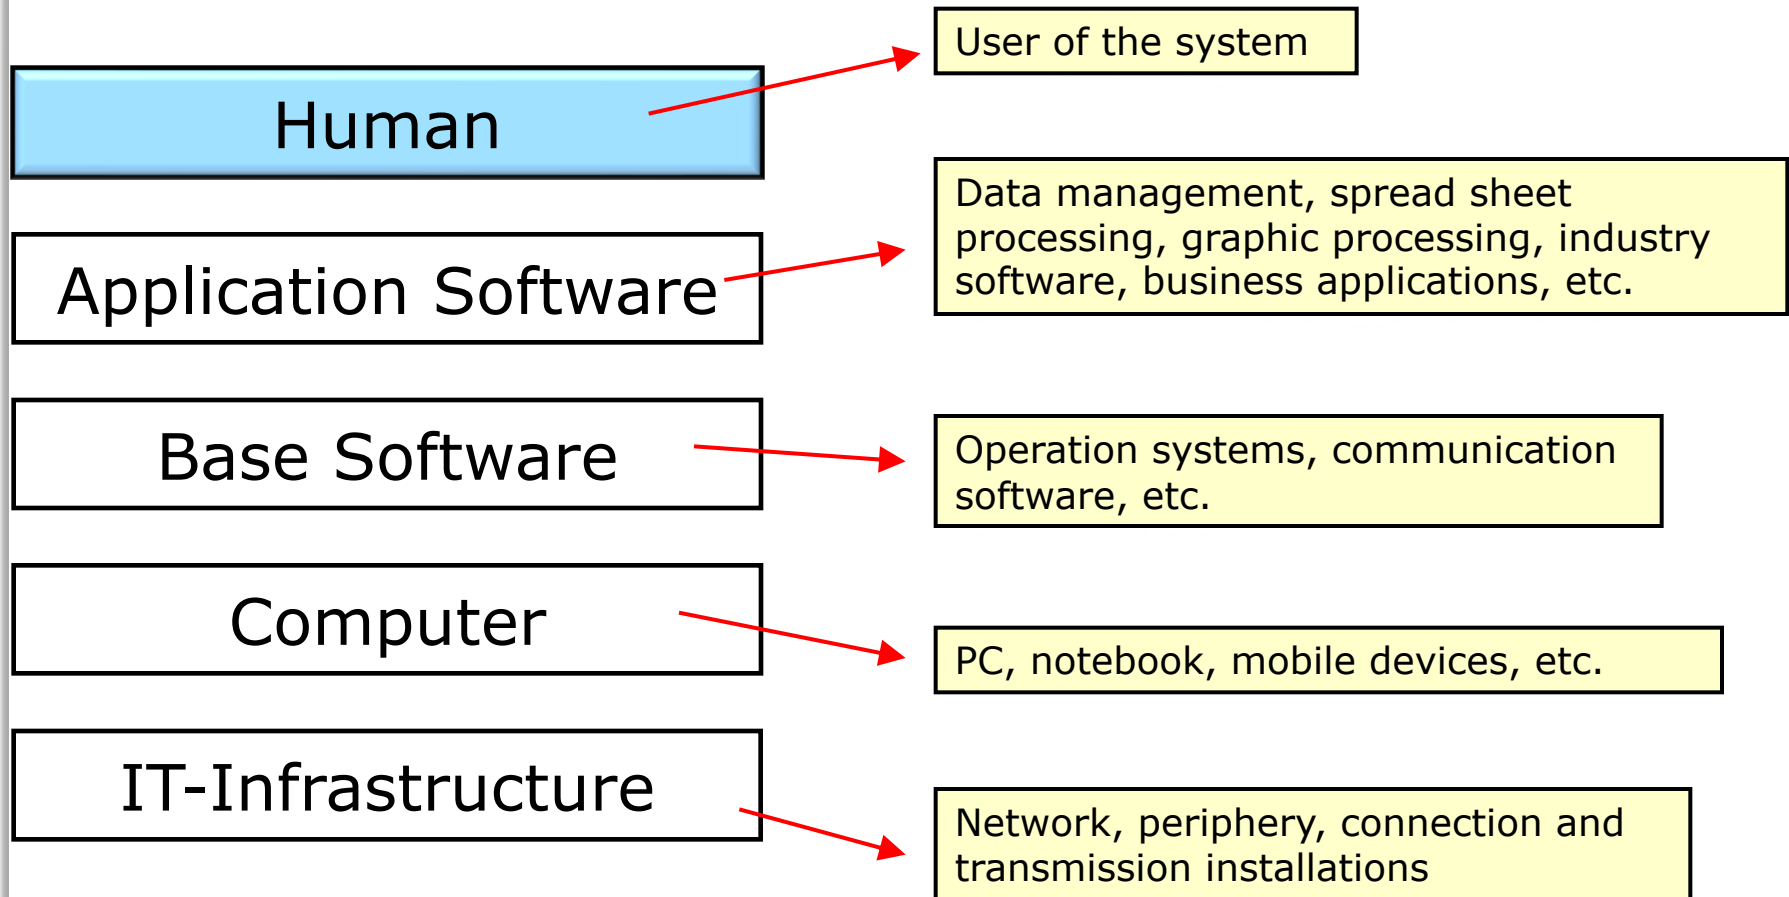 Human
User of the system
Application Software
Data management, spread sheet
processing, graphic processing, industry
software, business applications, etc.
Base Software
Operation systems, communication
software, etc.
Computer
PC, notebook, mobile devices, etc.
IT-Infrastructure
Network, periphery, connection and
transmission installations